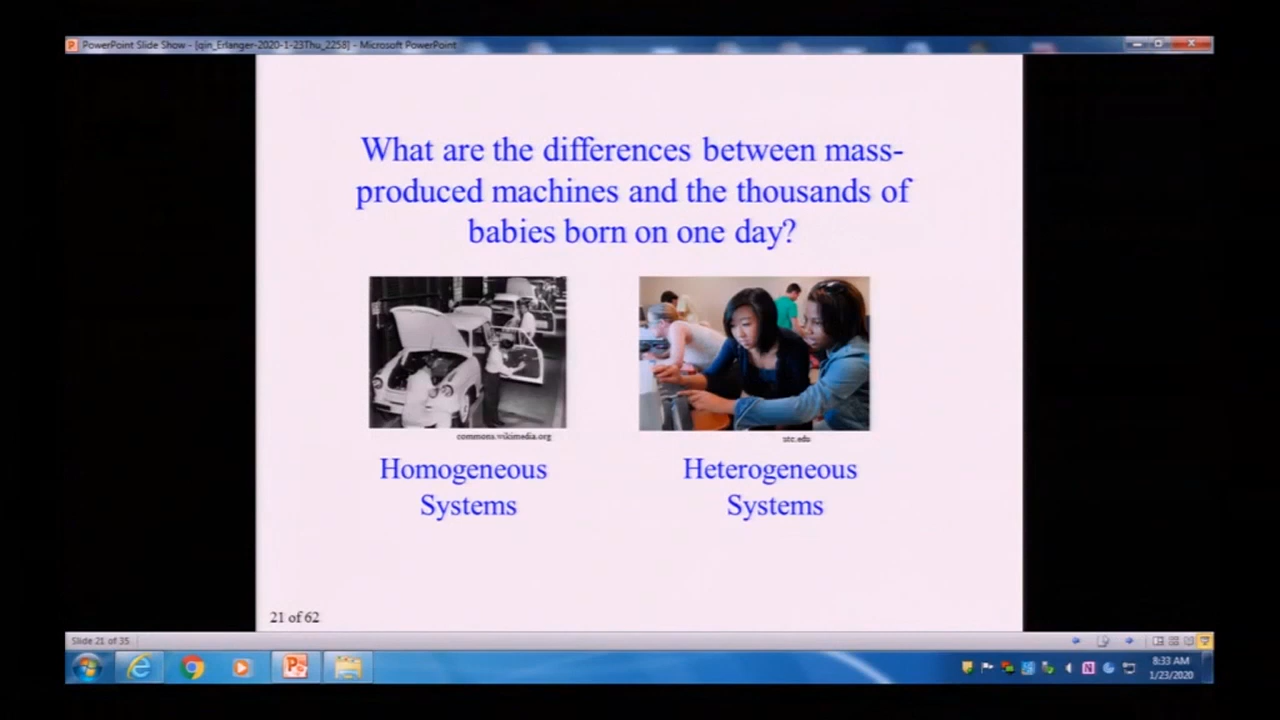 PowerPoint Slide Show - [qin_Erlanger-2020-1-23Thu_2258] - Microsoft PowerPoint
What are the differences between mass-
produced machines and the thousands of
babies born on one day?
commons.wikimedia.org
utc.edu
Homogeneous
Systems
Heterogeneous
Systems
21 of 62
Slide 21 of 35
8:33 AM
1/23/2020